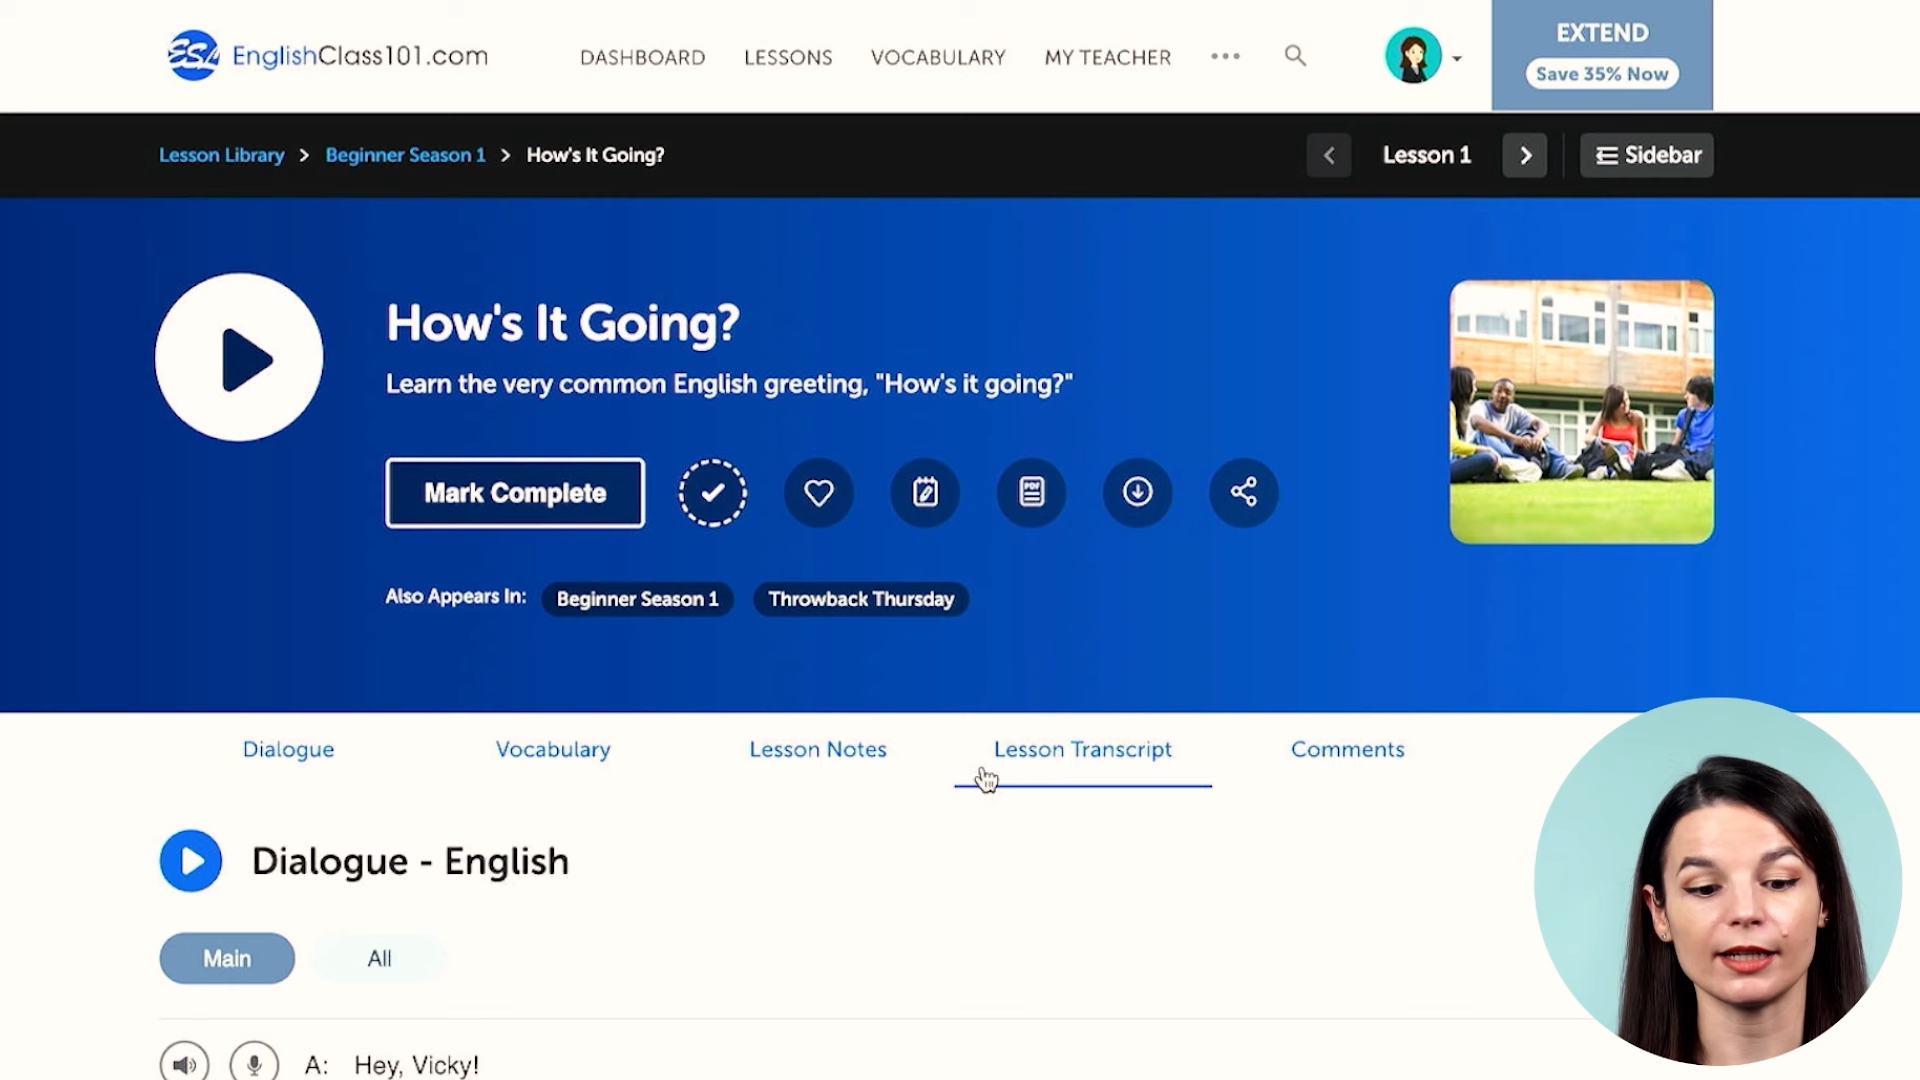 ESL EnglishClass101.com
DASHBOARD LESSONS VOCABULARY MY TEACHER
EXTEND
Save 35% Now
Lesson Library > Beginner Season 1 > How's It Going?
Lesson 1
Sidebar
How's It Going?
Learn the very common English greeting, "How's it going?"
Mark Complete
PDF
Also Appears In: Beginner Season 1 Throwback Thursday
Dialogue Vocabulary Lesson Notes Lesson Transcript Comments
Dialogue - English
Main All
A: Hey, Vicky!